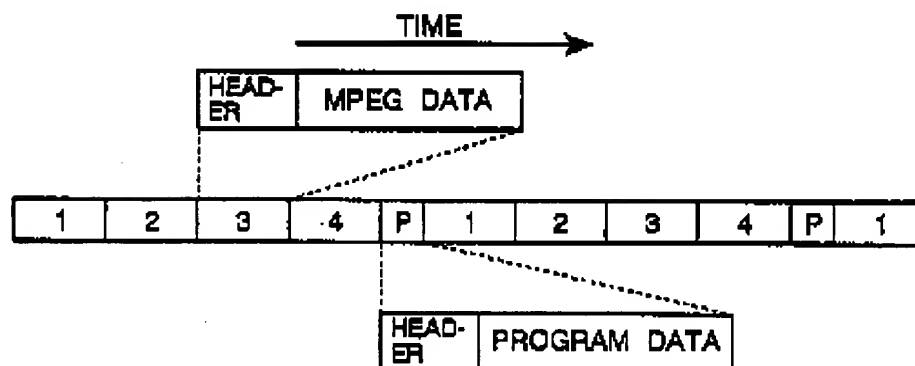 TIME
HEAD-
ER
MPEG DATA
1 2 3 4 P 1 2 3 4 P 1
HEAD-
ER
PROGRAM DATA